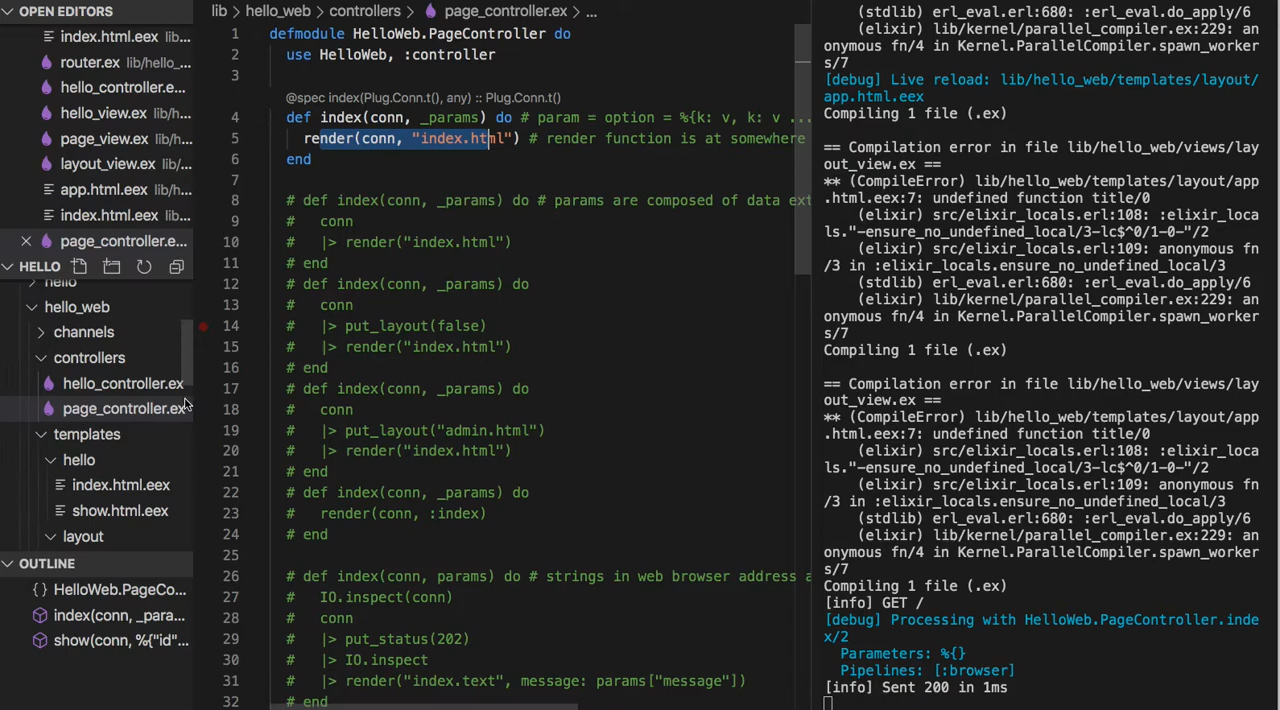 OPEN EDITORS
index.html.eex lib...
router.ex lib/hello_...
hello_controller.e...
hello_view.ex lib/h...
page_view.ex lib/h...
layout_view.ex lib/...
app.html.eex lib/h...
index.html.eex lib...
page_controller.e...
HELLO
hello
hello_web
channels
controllers
hello_controller.ex
page_controller.ex
templates
hello
index.html.eex
show.html.eex
layout
OUTLINE
{} HelloWeb.PageCo...
index(conn, _para...
show(conn, %{"id"...
lib > hello_web > controllers > page_controller.ex > ...
1 defmodule HelloWeb.PageController do
2 use HelloWeb, :controller
3
@spec index(Plug.Conn.t(), any) :: Plug.Conn.t()
4 def index(conn, _params) do # param = option = %{k: v, k: v ...
5 render(conn, "index.html") # render function is at somewhere
6 end
7
8 # def index(conn, _params) do # params are composed of data ext
9 # conn
10 # |> render("index.html")
11 # end
12 # def index(conn, _params) do
13 # conn
14 # |> put_layout(false)
15 # |> render("index.html")
16 # end
17 # def index(conn, _params) do
18 # conn
19 # |> put_layout("admin.html")
20 # |> render("index.html")
21 # end
22 # def index(conn, _params) do
23 # render(conn, :index)
24 # end
25
26 # def index(conn, params) do # strings in web browser address a
27 # IO.inspect(conn)
28 # conn
29 # |> put_status(202)
30 # |> IO.inspect
31 # |> render("index.text", message: params["message"])
32 # end
(stdlib) erl_eval.erl:680: :erl_eval.do_apply/6
(elixir) lib/kernel/parallel_compiler.ex:229: an
onymous fn/4 in Kernel.ParallelCompiler.spawn_worker
s/7
[debug] Live reload: lib/hello_web/templates/layout/
app.html.eex
Compiling 1 file (.ex)
== Compilation error in file lib/hello_web/views/lay
out_view.ex ==
** (CompileError) lib/hello_web/templates/layout/app
.html.eex:7: undefined function title/0
(elixir) src/elixir_locals.erl:108: :elixir_loca
ls."-ensure_no_undefined_local/3-lc$^0/1-0-"/2
(elixir) src/elixir_locals.erl:109: anonymous fn
/3 in :elixir_locals.ensure_no_undefined_local/3
(stdlib) erl_eval.erl:680: :erl_eval.do_apply/6
(elixir) lib/kernel/parallel_compiler.ex:229: an
onymous fn/4 in Kernel.ParallelCompiler.spawn_worker
s/7
Compiling 1 file (.ex)
== Compilation error in file lib/hello_web/views/lay
out_view.ex ==
** (CompileError) lib/hello_web/templates/layout/app
.html.eex:7: undefined function title/0
(elixir) src/elixir_locals.erl:108: :elixir_loca
ls."-ensure_no_undefined_local/3-lc$^0/1-0-"/2
(elixir) src/elixir_locals.erl:109: anonymous fn
/3 in :elixir_locals.ensure_no_undefined_local/3
(stdlib) erl_eval.erl:680: :erl_eval.do_apply/6
(elixir) lib/kernel/parallel_compiler.ex:229: an
onymous fn/4 in Kernel.ParallelCompiler.spawn_worker
s/7
Compiling 1 file (.ex)
[info] GET /
[debug] Processing with HelloWeb.PageController.inde
x/2
Parameters: %{}
Pipelines: [:browser]
[info] Sent 200 in 1ms